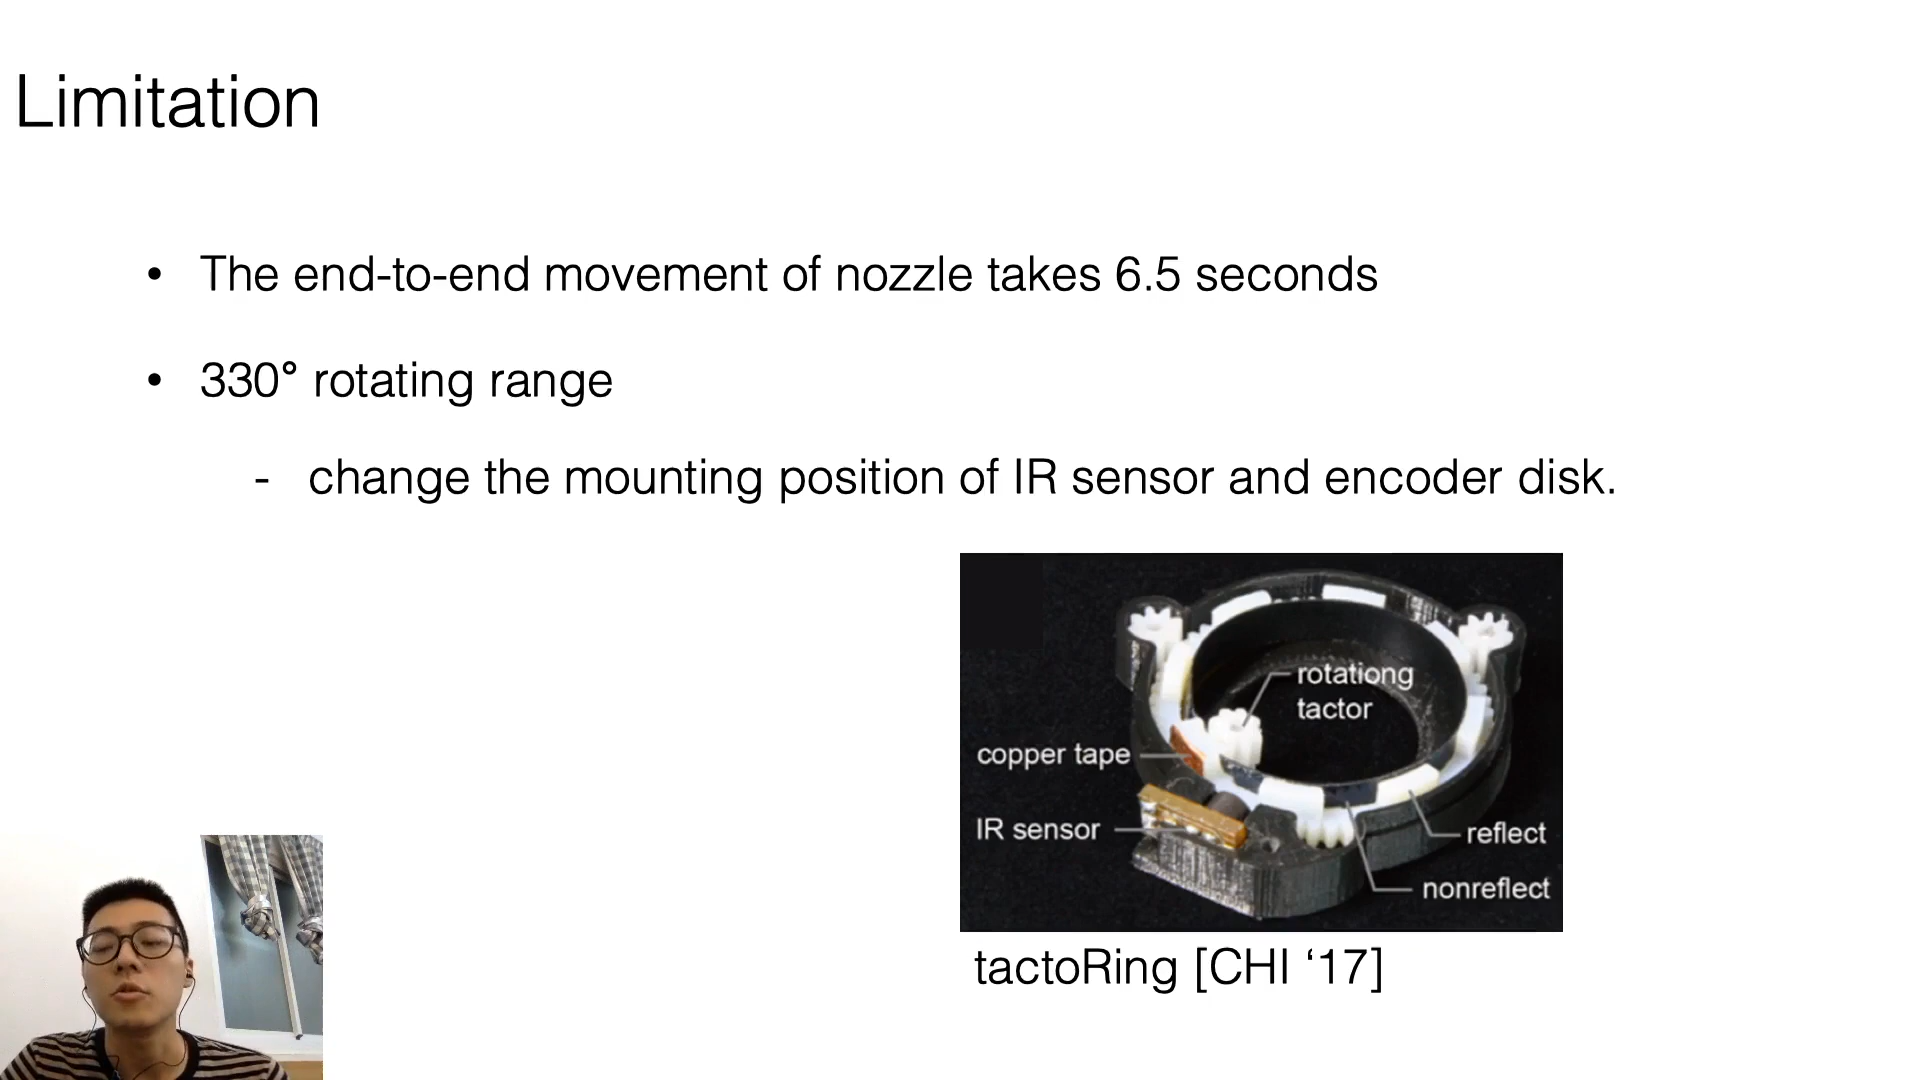 Limitation
• The end-to-end movement of nozzle takes 6.5 seconds
• 330° rotating range
- change the mounting position of IR sensor and encoder disk.
rotationg
tactor
copper tape
IR sensor
reflect
nonreflect
tactoRing [CHI ‘17]